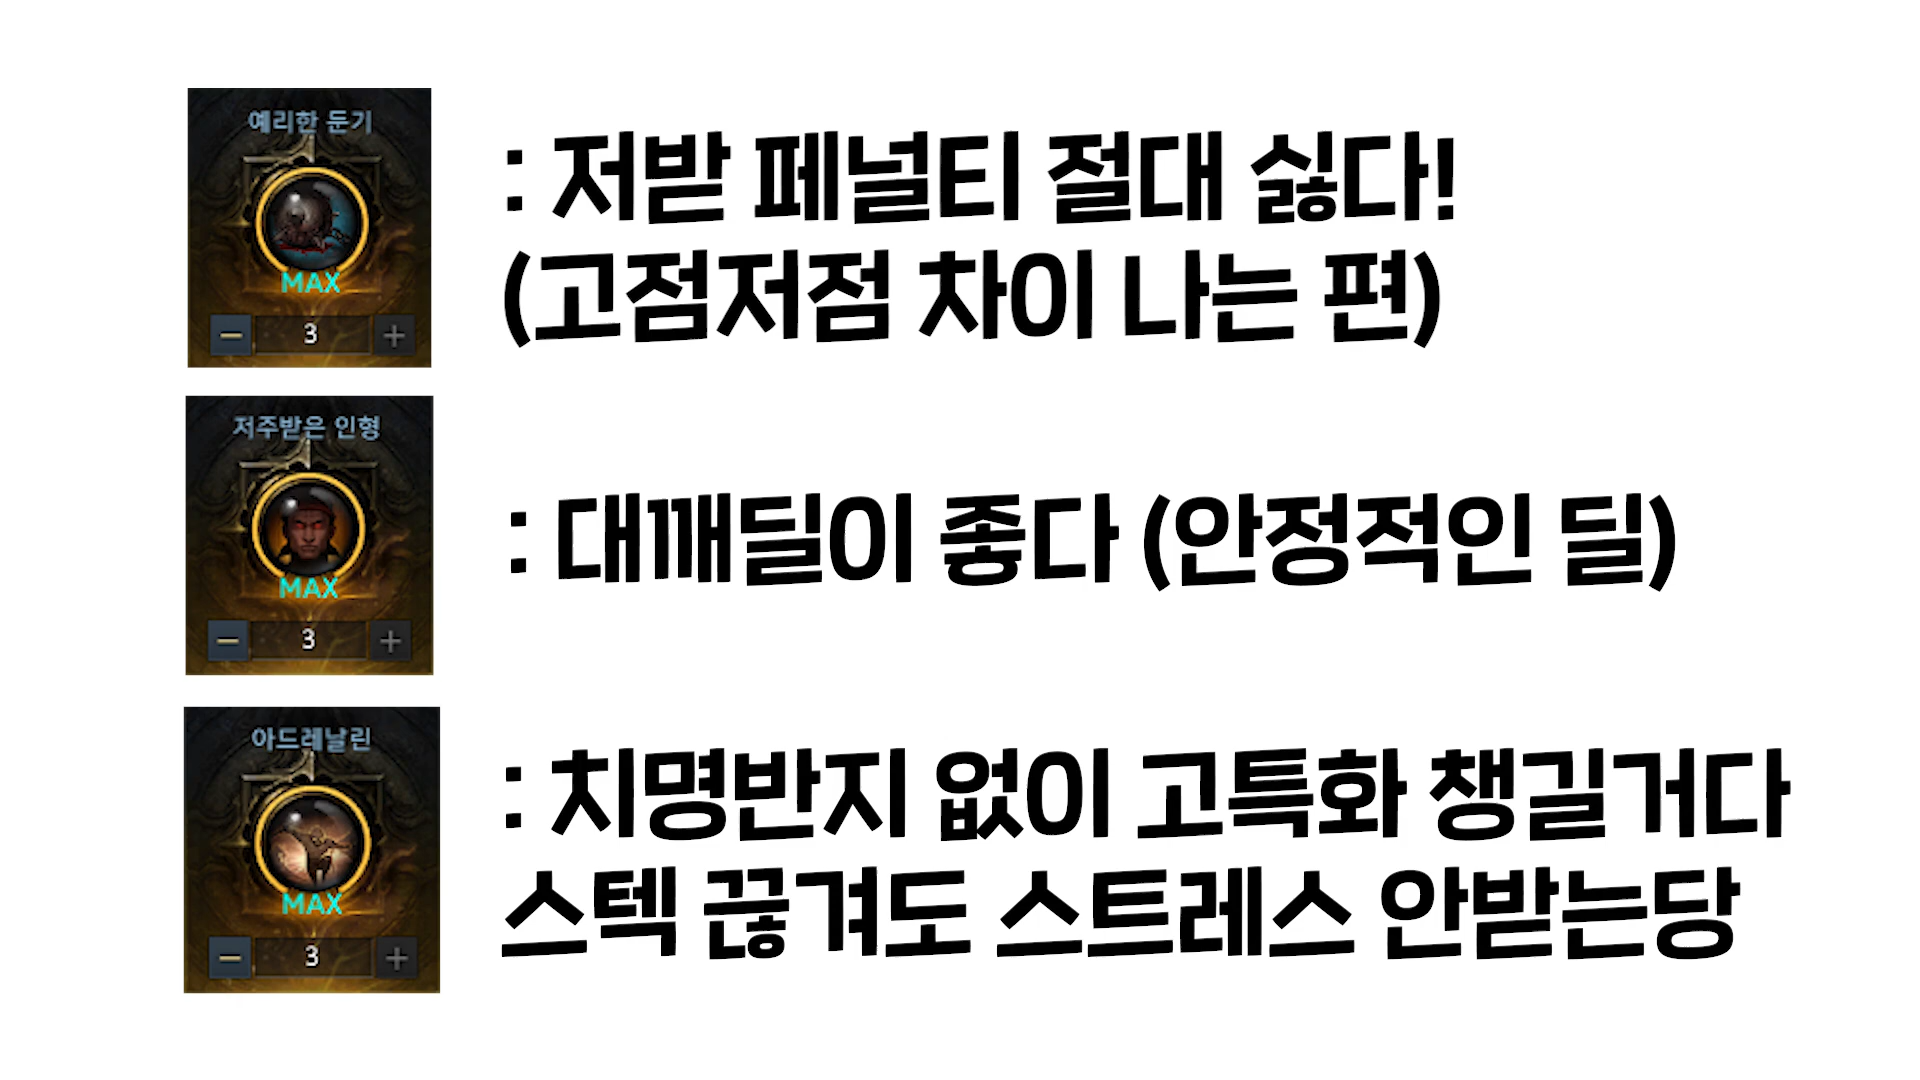 예리한 둔기
MAX
3
: 저받 페널티 절대 싫다!
(고점저점 차이 나는 편)
저주받은 인형
MAX
3
: 대깨딜이 좋다 (안정적인 딜)
아드레날린
MAX
3
: 치명반지 없이 고특화 챙길거다
스텍 끊겨도 스트레스 안받는당